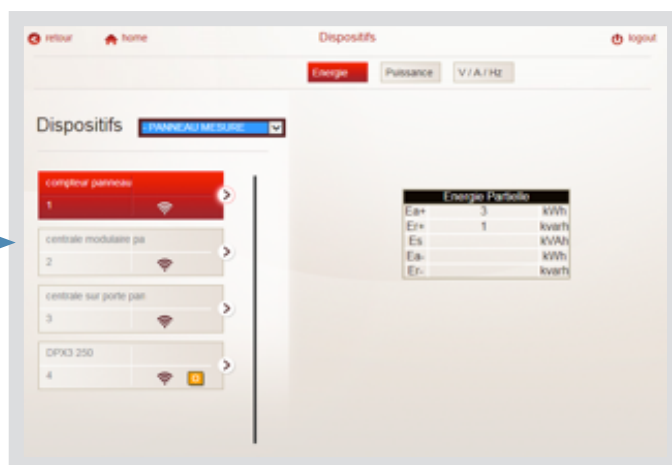 retour home Dispositifs logout
Energie Puissance V / A / Hz
Dispositifs - PANNEAU MESURE
compteur panneau
1
centrale modulaire pa
2
centrale sur porte pan
3
DPX3 250
4
Energie Partielle
Ea+ 3 kWh
Er+ 1 kvarh
Es kVAh
Ea- kWh
Er- kvarh